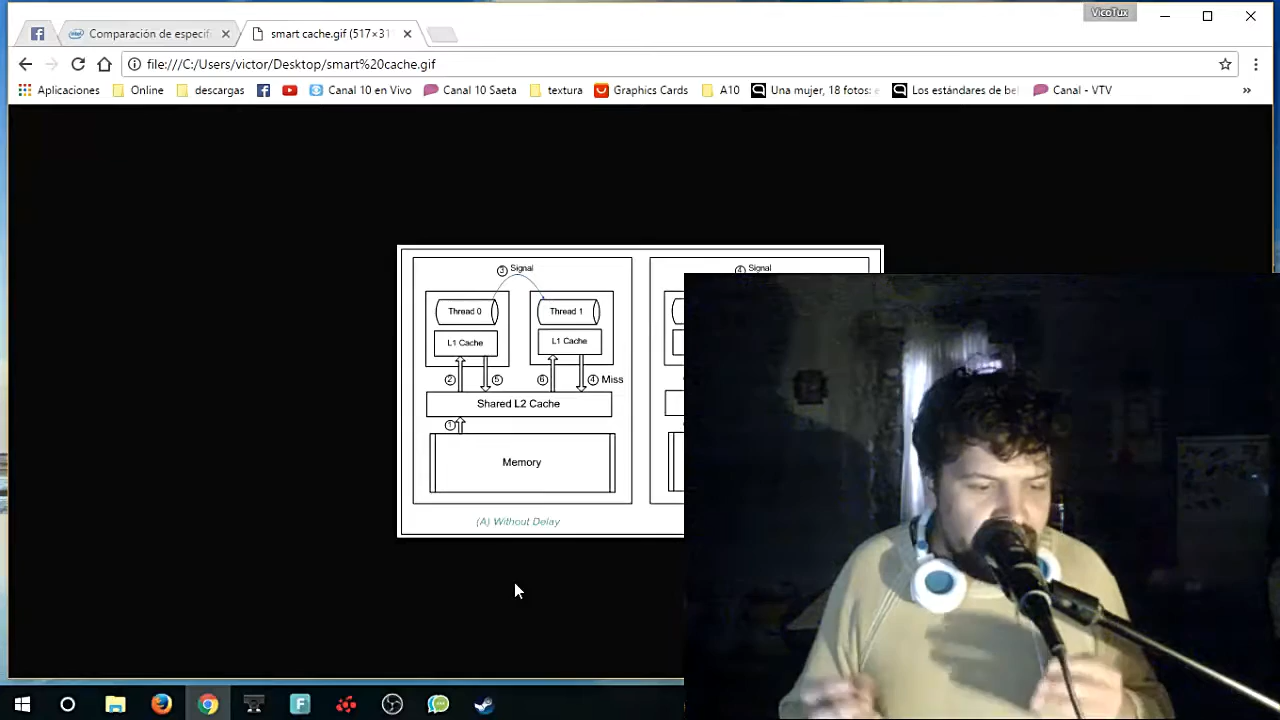 VicoTux
Comparación de especifi
smart cache.gif (517×31
file:///C:/Users/victor/Desktop/smart%20cache.gif
Aplicaciones Online descargas Canal 10 en Vivo Canal 10 Saeta textura Graphics Cards A10 Una mujer, 18 fotos: e Los estándares de bel Canal - VTV »
3 Signal
4 Signal
Thread 0 Thread 1
L1 Cache L1 Cache
2 5 6 4 Miss
Shared L2 Cache
1
Memory
(A) Without Delay